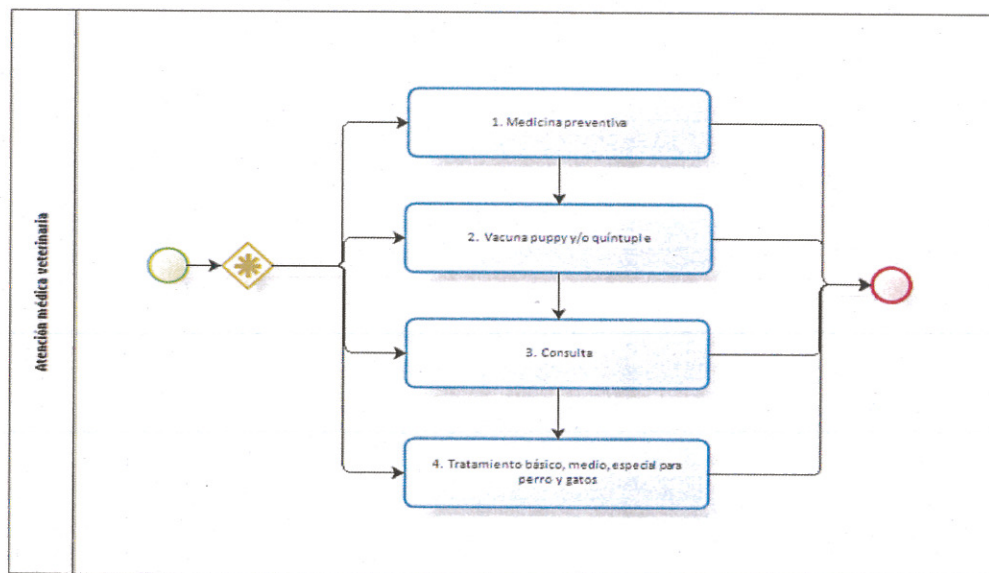 Atención médica veterinaria
1. Medicina preventiva
2. Vacuna puppy y/o quíntuple
3. Consulta
4. Tratamiento básico, medio, especial para
perro y gatos